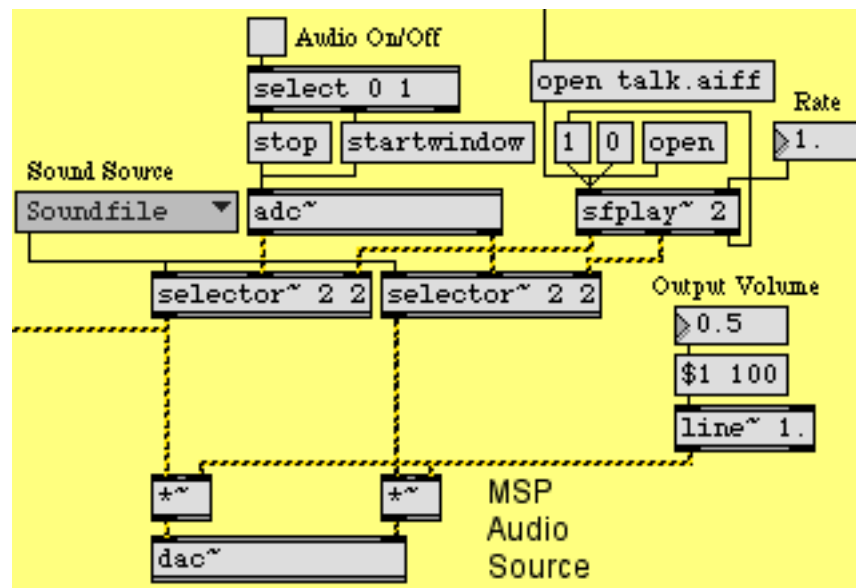 Audio On/Off
select 0 1
open talk.aiff
Rate
stop
startwindow
1
0
open
1.
Sound Source
Soundfile
adc~
sfplay~ 2
selector~ 2 2
selector~ 2 2
Output Volume
0.5
$1 100
line~ 1.
*~
*~
MSP
Audio
Source
dac~